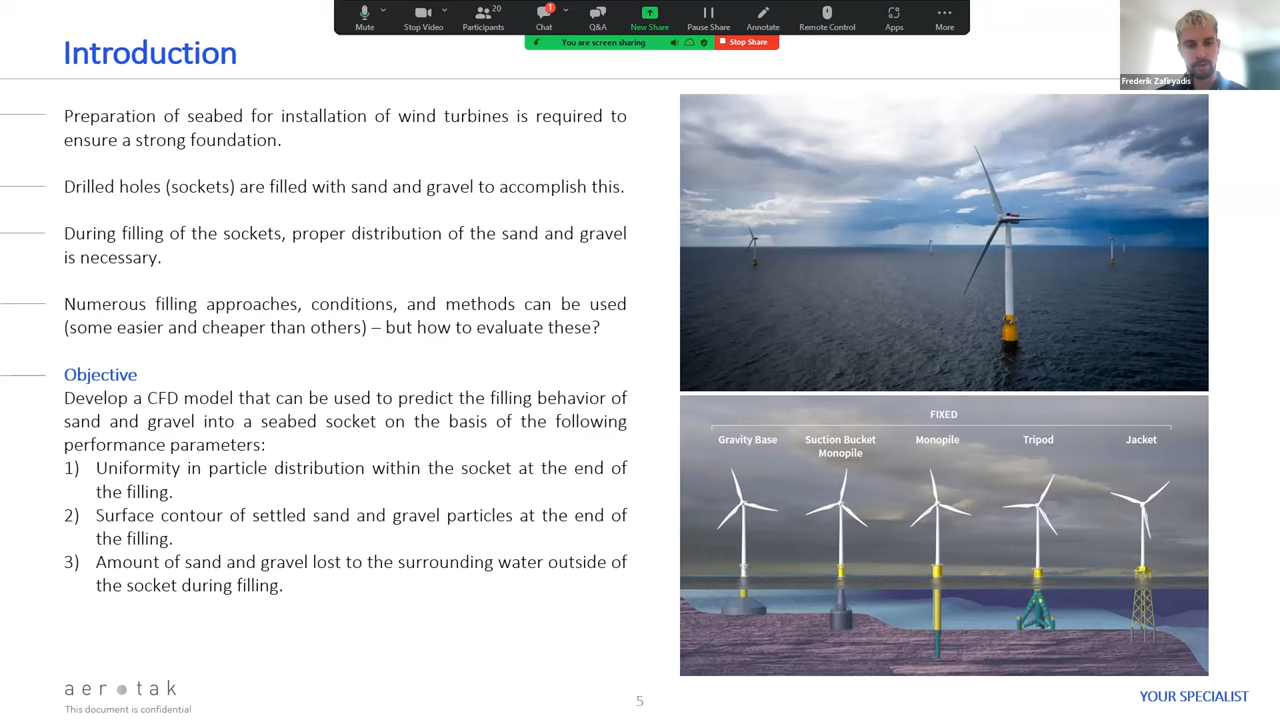 Mute
Stop Video
Participants
20
Chat
1
Q&A
New Share
Pause Share
Annotate
Remote Control
Apps
More
You are screen sharing
Stop Share
Frederik Zafiryadis
Introduction
Preparation of seabed for installation of wind turbines is required to
ensure a strong foundation.
Drilled holes (sockets) are filled with sand and gravel to accomplish this.
During filling of the sockets, proper distribution of the sand and gravel
is necessary.
Numerous filling approaches, conditions, and methods can be used
(some easier and cheaper than others) – but how to evaluate these?
Objective
Develop a CFD model that can be used to predict the filling behavior of
sand and gravel into a seabed socket on the basis of the following
performance parameters:
1) Uniformity in particle distribution within the socket at the end of
the filling.
2) Surface contour of settled sand and gravel particles at the end of
the filling.
3) Amount of sand and gravel lost to the surrounding water outside of
the socket during filling.
FIXED
Gravity Base
Suction Bucket
Monopile
Monopile
Tripod
Jacket
aerotak
This document is confidential
5
YOUR SPECIALIST